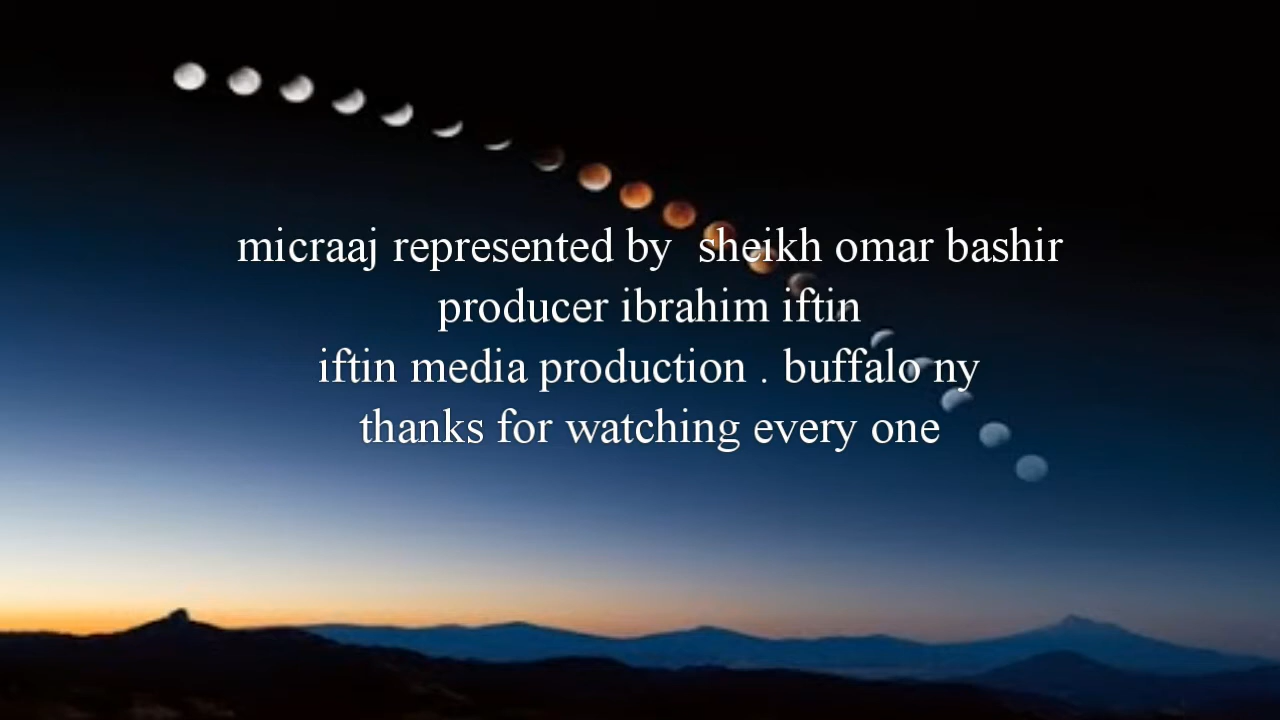 micraaj represented by  sheikh omar bashir
producer ibrahim iftin
iftin media production . buffalo ny
thanks for watching every one